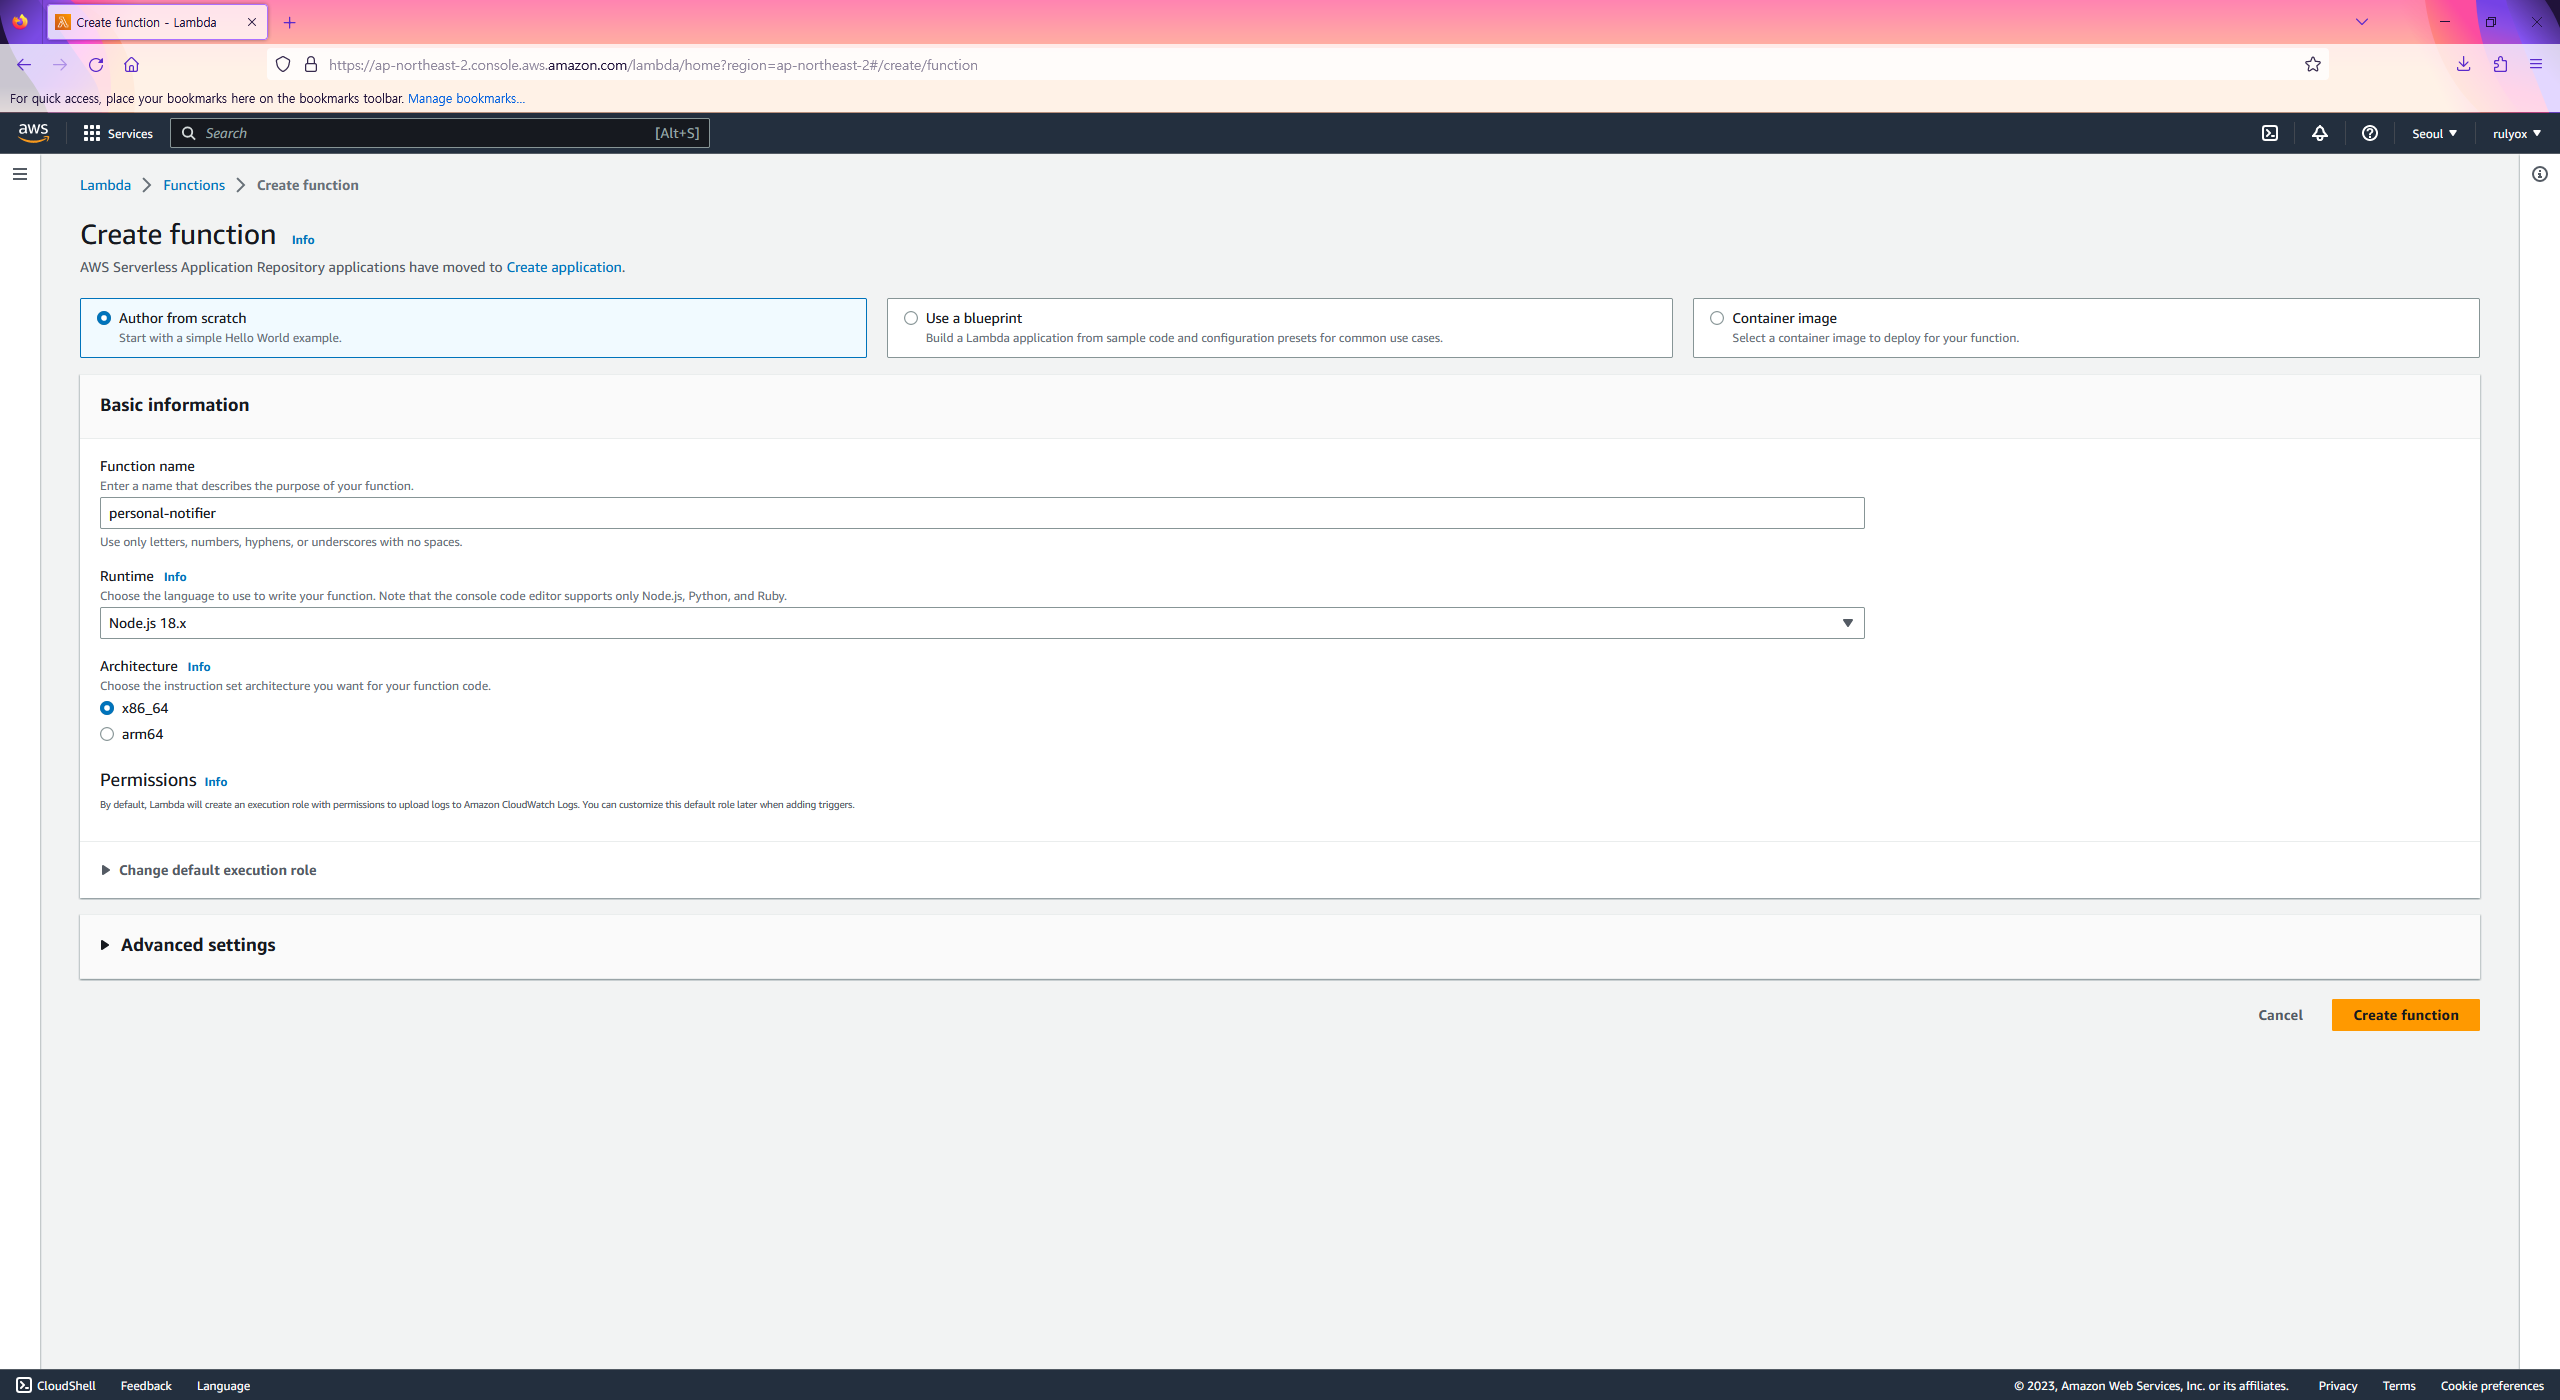 Create function - Lambda
https://ap-northeast-2.console.aws.amazon.com/lambda/home?region=ap-northeast-2#/create/function
For quick access, place your bookmarks here on the bookmarks toolbar. Manage bookmarks...
aws Services Search [Alt+S] Seoul rulyox
Lambda Functions Create function
Create function Info
AWS Serverless Application Repository applications have moved to Create application.
Author from scratch
Start with a simple Hello World example.
Use a blueprint
Build a Lambda application from sample code and configuration presets for common use cases.
Container image
Select a container image to deploy for your function.
Basic information
Function name
Enter a name that describes the purpose of your function.
personal-notifier
Use only letters, numbers, hyphens, or underscores with no spaces.
Runtime Info
Choose the language to use to write your function. Note that the console code editor supports only Node.js, Python, and Ruby.
Node.js 18.x
Architecture Info
Choose the instruction set architecture you want for your function code.
x86_64
arm64
Permissions Info
By default, Lambda will create an execution role with permissions to upload logs to Amazon CloudWatch Logs. You can customize this default role later when adding triggers.
Change default execution role
Advanced settings
Cancel Create function
CloudShell Feedback Language © 2023, Amazon Web Services, Inc. or its affiliates. Privacy Terms Cookie preferences